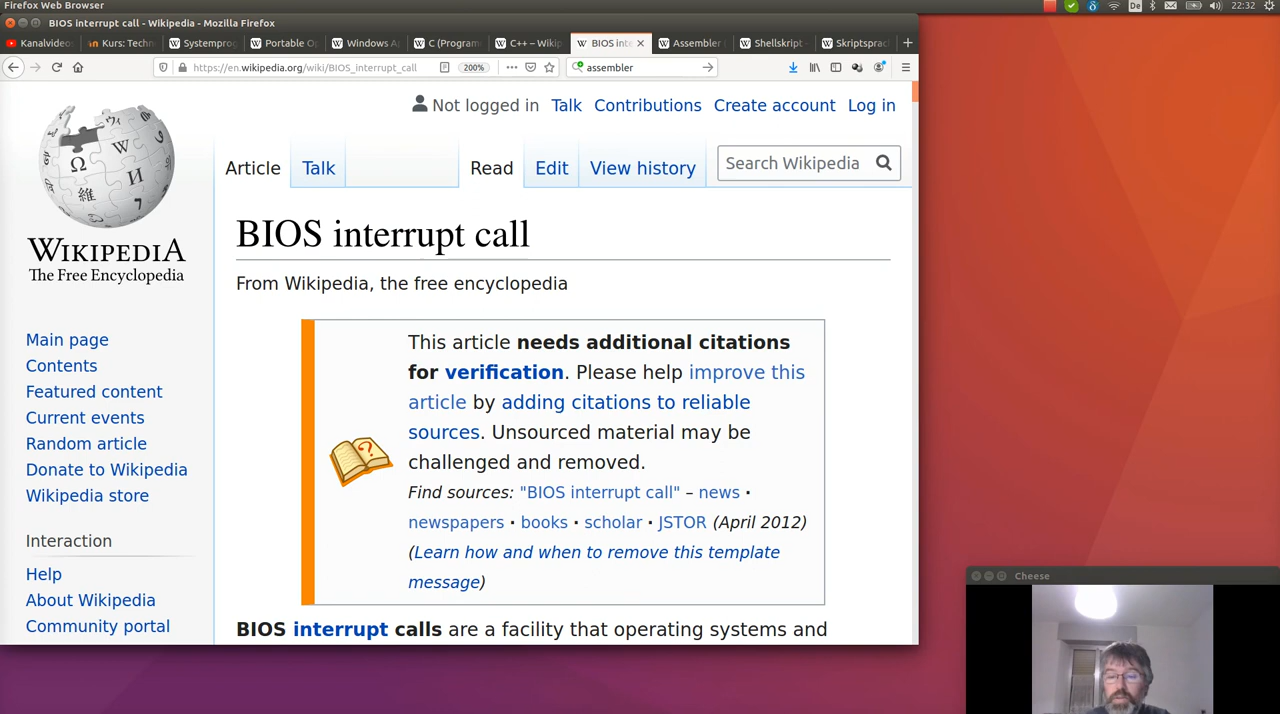 Firefox Web Browser
De
22:32
BIOS interrupt call - Wikipedia - Mozilla Firefox
Kanalvideo
Kurs: Techn
Systemprog
Portable Op
Windows A
C (Program
C++ – Wiki
BIOS inte
Assembler
Shellskript
Skriptsprac
https://en.wikipedia.org/wiki/BIOS_interrupt_call
200%
assembler
Not logged in Talk Contributions Create account Log in
Article Talk Read Edit View history Search Wikipedia
WIKIPEDIA
The Free Encyclopedia
BIOS interrupt call
From Wikipedia, the free encyclopedia
This article needs additional citations
for verification. Please help improve this
article by adding citations to reliable
sources. Unsourced material may be
challenged and removed.
Find sources: "BIOS interrupt call" – news ·
newspapers · books · scholar · JSTOR (April 2012)
(Learn how and when to remove this template
message)
BIOS interrupt calls are a facility that operating systems and
Main page
Contents
Featured content
Current events
Random article
Donate to Wikipedia
Wikipedia store
Interaction
Help
About Wikipedia
Community portal
Cheese